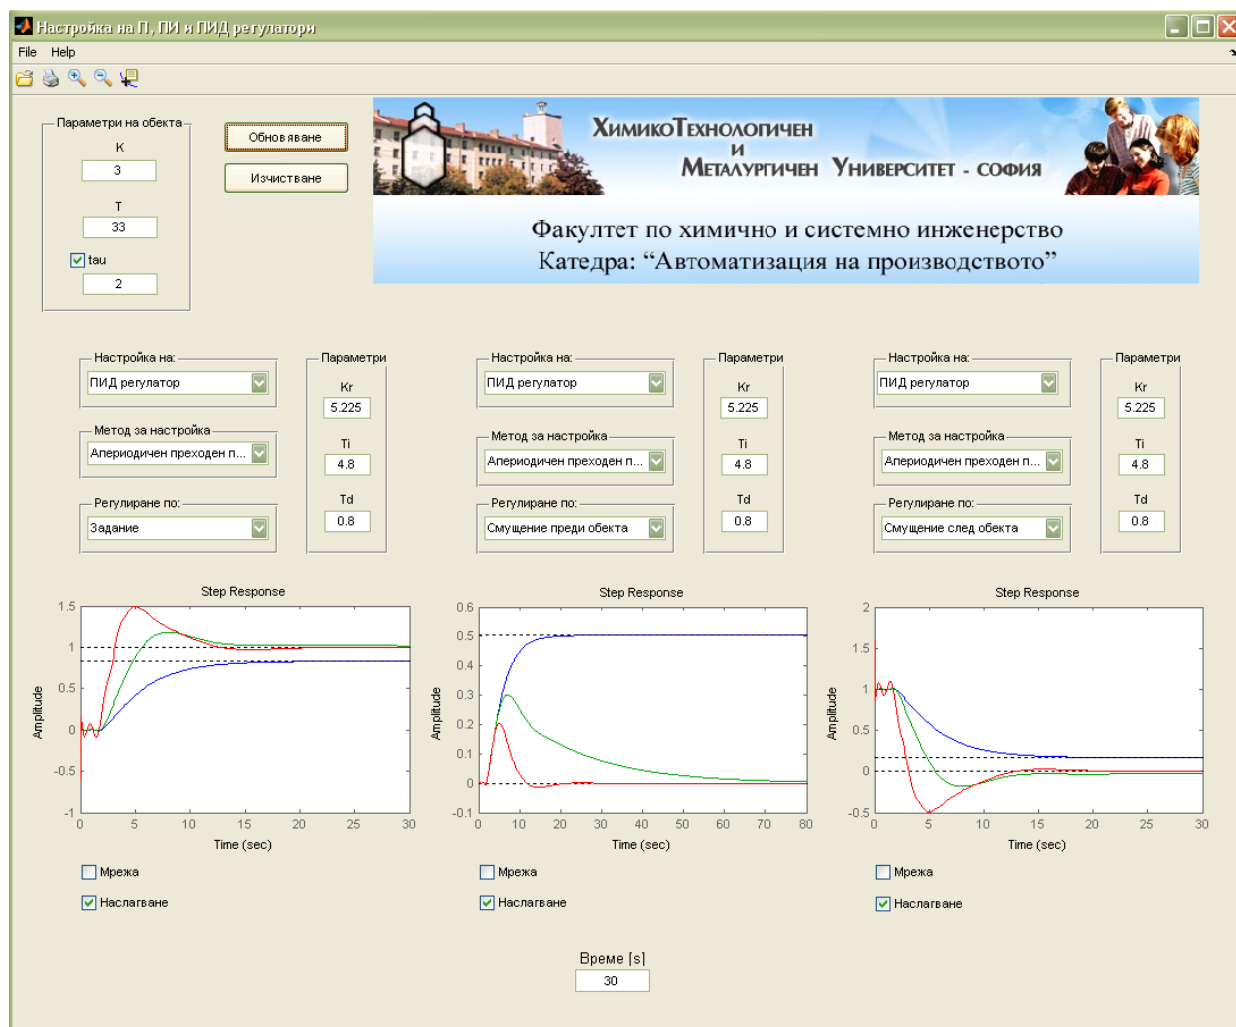 Настройка на П, ПИ и ПИД регулатори
File Help
Параметри на обекта
K
3
T
33
tau
2
Обновяване
Изчистване
ХимикоТехнологичен
и
Металургичен Университет - София
Факултет по химично и системно инженерство
Катедра: “Автоматизация на производството”
Настройка на:
ПИД регулатор
Метод за настройка
Апериодичен преходен п...
Регулиране по:
Задание
Параметри
Kr
5.225
Ti
4.8
Td
0.8
Настройка на:
ПИД регулатор
Метод за настройка
Апериодичен преходен п...
Регулиране по:
Смущение преди обекта
Параметри
Kr
5.225
Ti
4.8
Td
0.8
Настройка на:
ПИД регулатор
Метод за настройка
Апериодичен преходен п...
Регулиране по:
Смущение след обекта
Параметри
Kr
5.225
Ti
4.8
Td
0.8
Step Response
Amplitude
1.5
1
0.5
0
-0.5
-1
0 5 10 15 20 25 30
Time (sec)
Мрежа
Наслагване
Step Response
Amplitude
0.6
0.5
0.4
0.3
0.2
0.1
0
-0.1
0 10 20 30 40 50 60 70 80
Time (sec)
Мрежа
Наслагване
Step Response
Amplitude
2
1.5
1
0.5
0
-0.5
0 5 10 15 20 25 30
Time (sec)
Мрежа
Наслагване
Време [s]
30